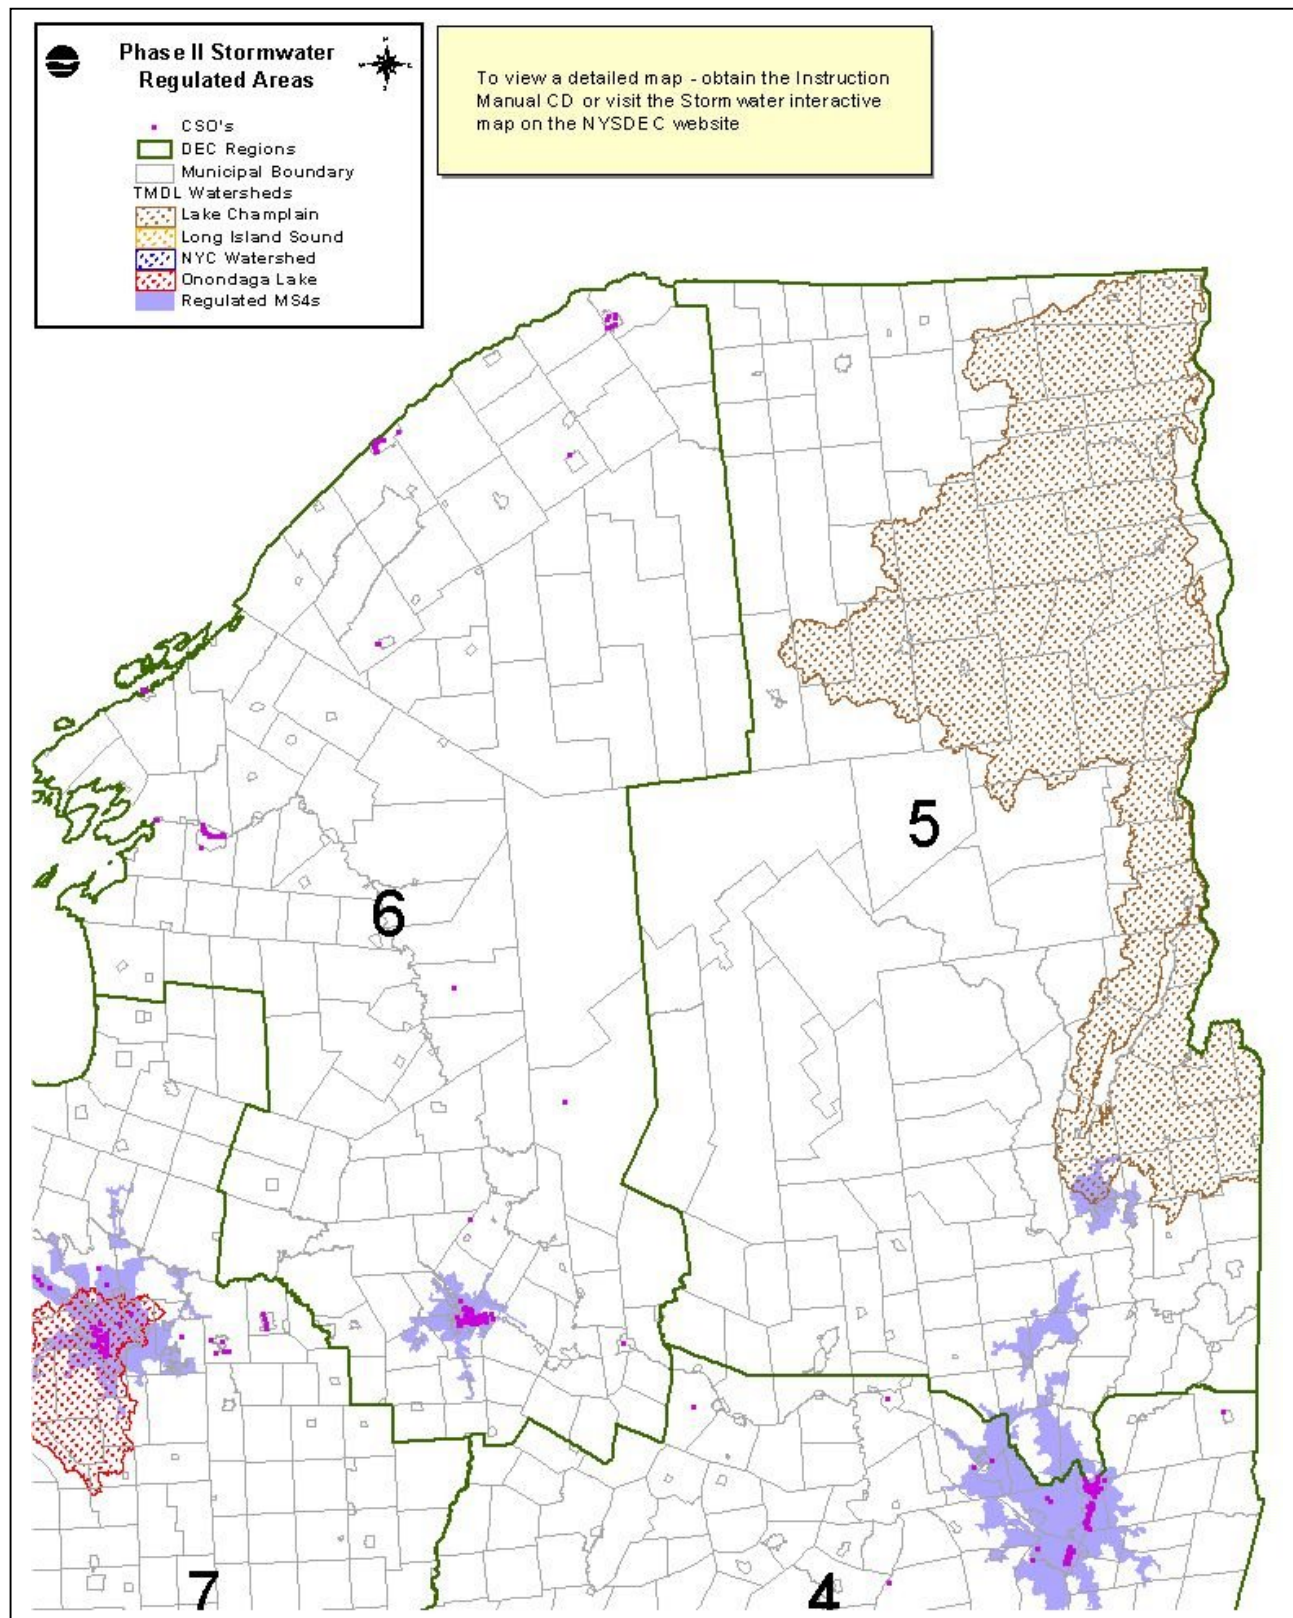 Phase II Stormwater
Regulated Areas
CSO's
DEC Regions
Municipal Boundary
TMDL Watersheds
Lake Champlain
Long Island Sound
NYC Watershed
Onondaga Lake
Regulated MS4s
To view a detailed map - obtain the Instruction
Manual CD or visit the Storm water interactive
map on the NYSDEC website
5
6
7
4